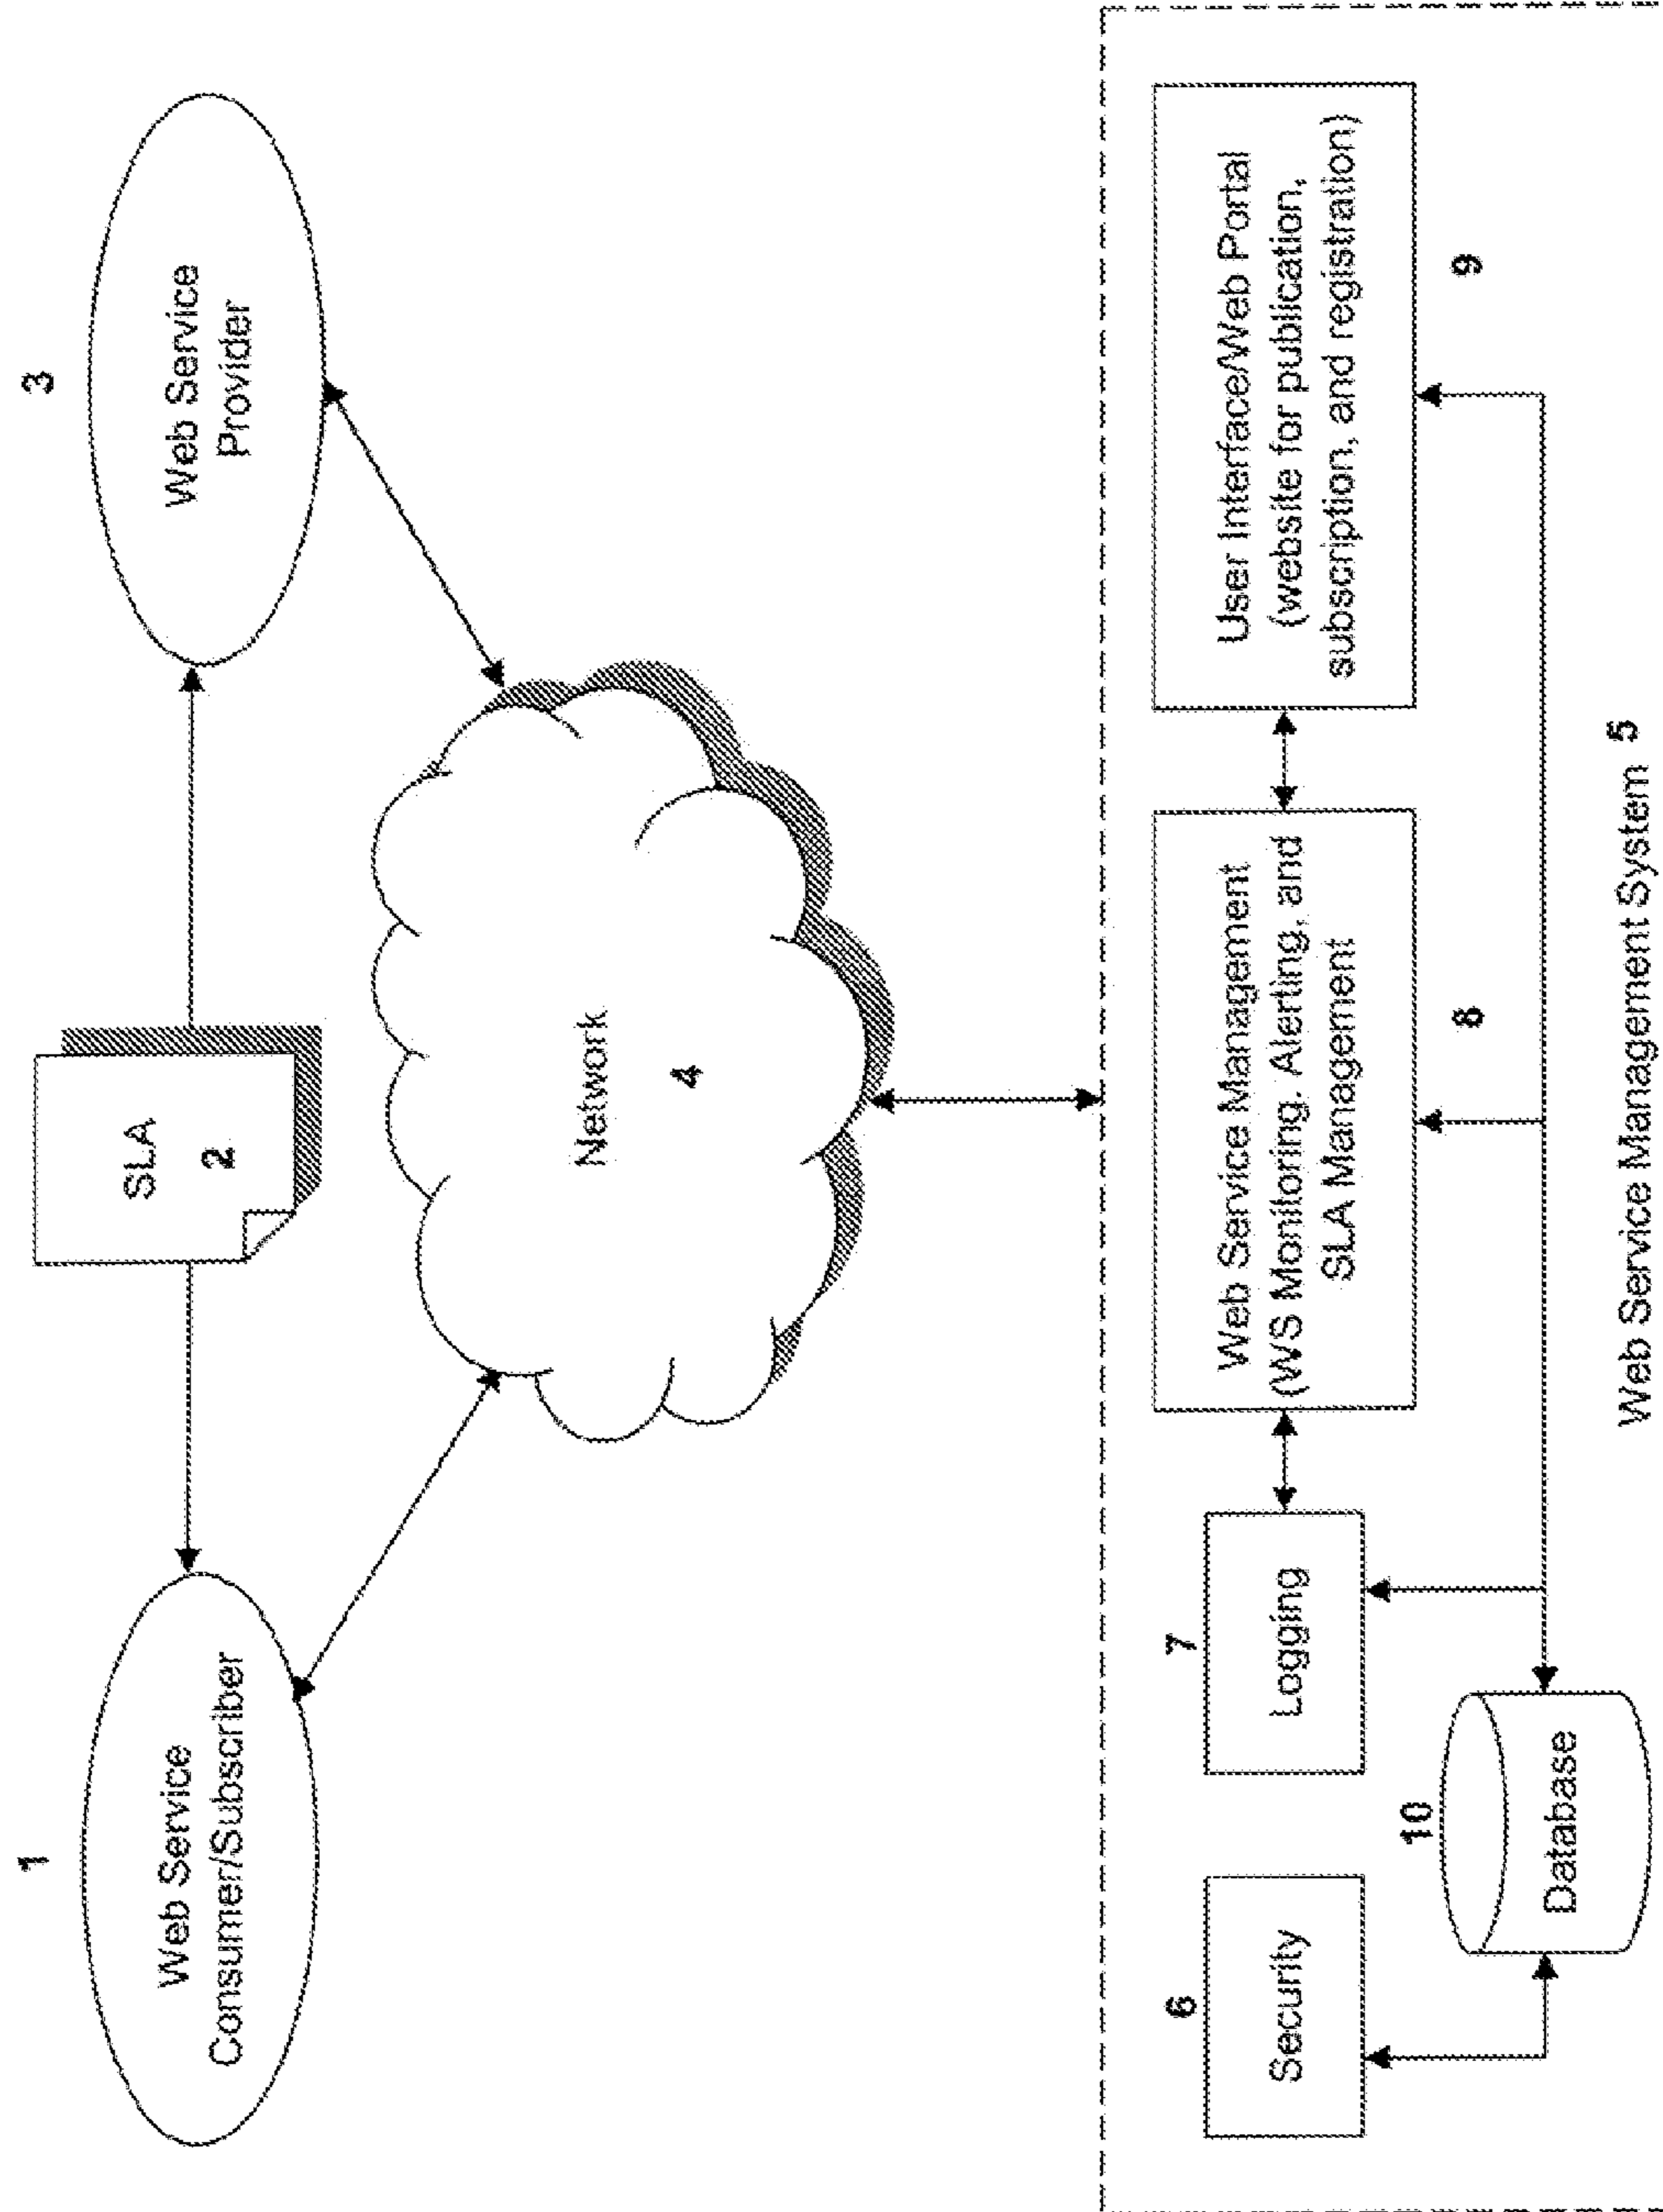 1
Web Service
Consumer/Subscriber
SLA
2
3
Web Service
Provider
Network
4
6
Security
7
Logging
Web Service Management
(WS Monitoring, Alerting, and
SLA Management
8
User Interface/Web Portal
(website for publication,
subscription, and registration)
9
10
Database
Web Service Management System 5